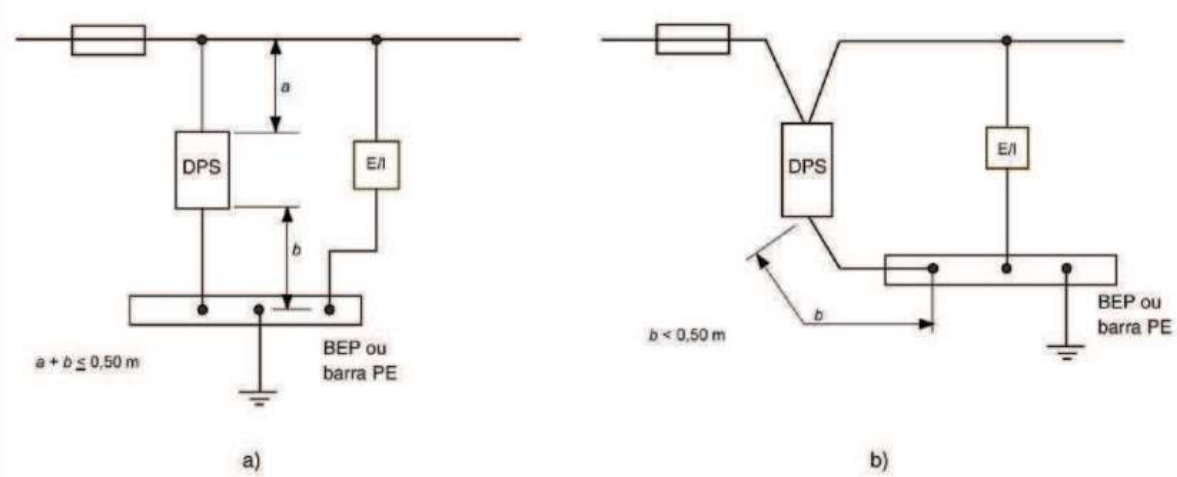 a
DPS
E/I
b
BEP ou
barra PE
a + b ≤ 0,50 m
a)
DPS
E/I
b
BEP ou
barra PE
b < 0,50 m
b)